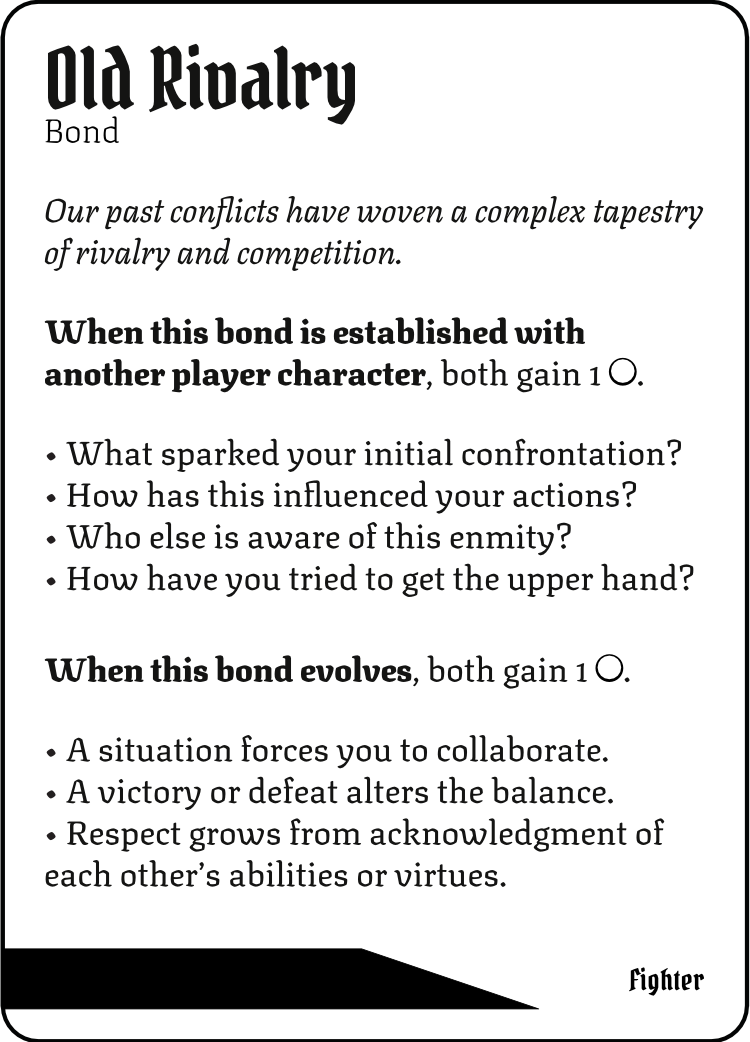 Old Rivalry
Bond
Our past conflicts have woven a complex tapestry
of rivalry and competition.
When this bond is established with
another player character, both gain 1 ○.
• What sparked your initial confrontation?
• How has this influenced your actions?
• Who else is aware of this enmity?
• How have you tried to get the upper hand?
When this bond evolves, both gain 1 ○.
• A situation forces you to collaborate.
• A victory or defeat alters the balance.
• Respect grows from acknowledgment of
each other’s abilities or virtues.
Fighter